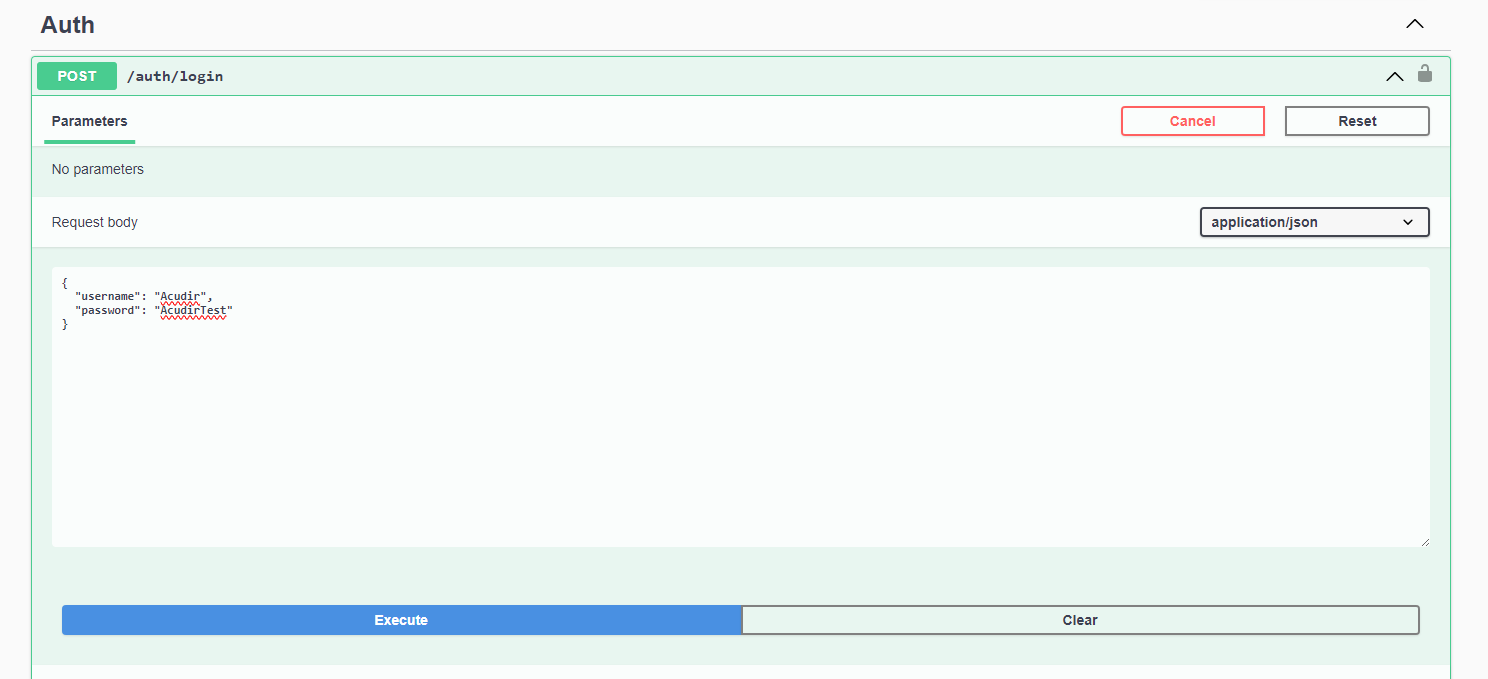 Auth
POST /auth/login
Parameters Cancel Reset
No parameters
Request body application/json
{
"username": "Acudir",
"password": "AcudirTest"
}
Execute Clear